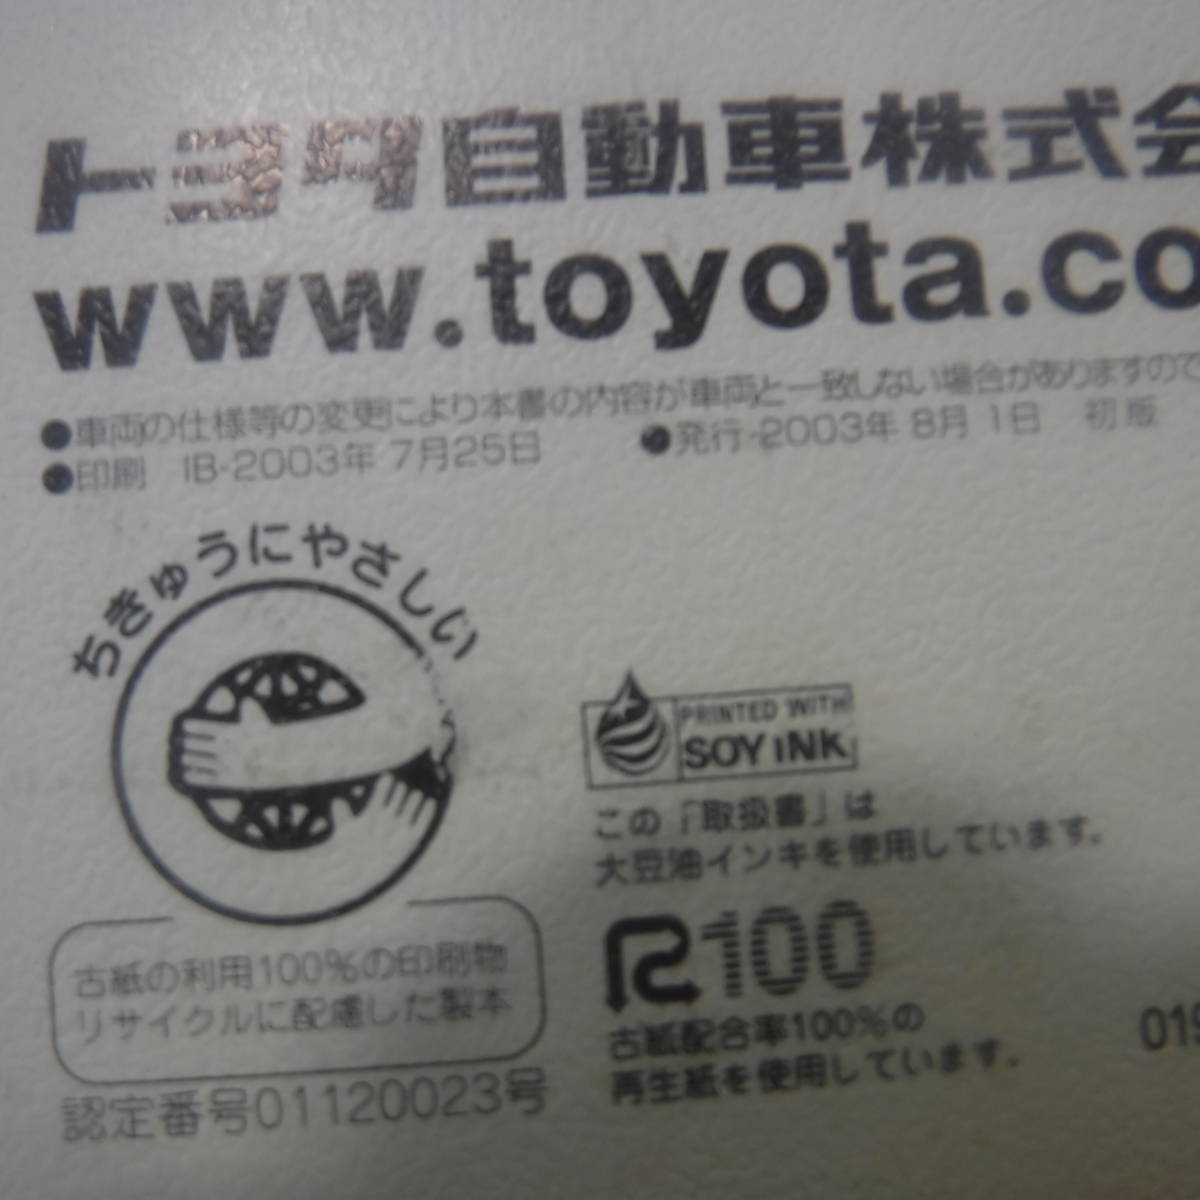 トヨタ自動車株式会
www.toyota.co
●車両の仕様等の変更により本書の内容が車両と一致しない場合がありますので
●印刷 IB-2003年 7月25日 ●発行-2003年 8月 1日 初版
ちきゅうにやさしい
PRINTED WITH
SOY INK
この「取扱書」は
大豆油インキを使用しています。
R100
古紙配合率100%の
再生紙を使用しています。
古紙の利用100%の印刷物
リサイクルに配慮した製本
認定番号01120023号
019